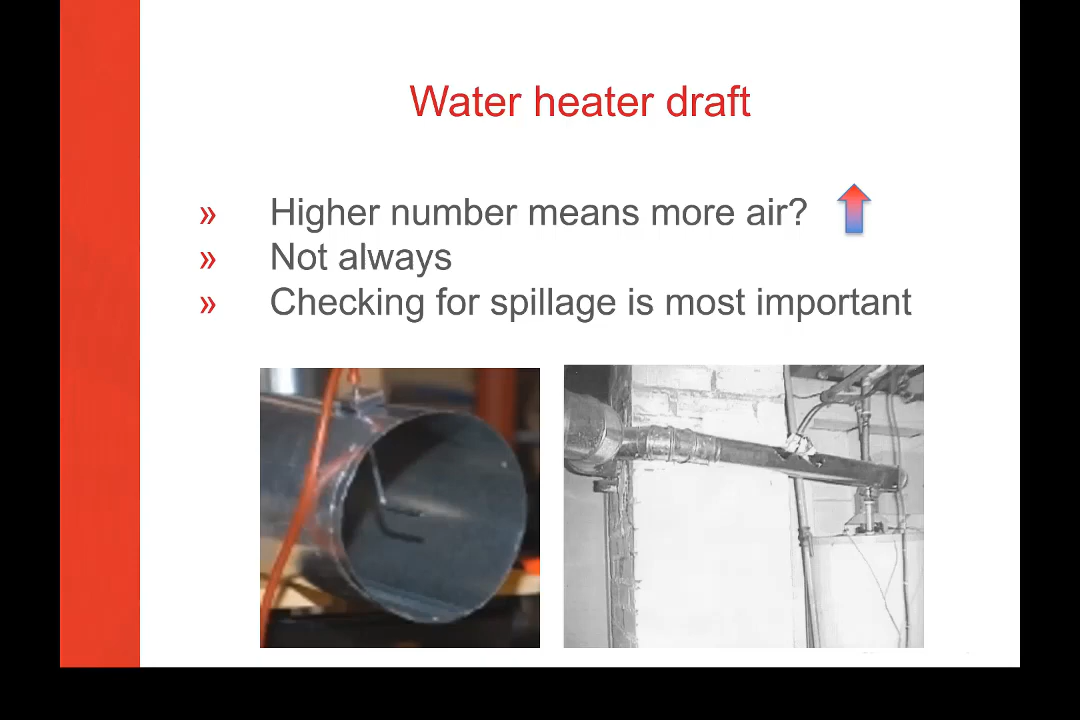 Water heater draft
» Higher number means more air?
» Not always
» Checking for spillage is most important